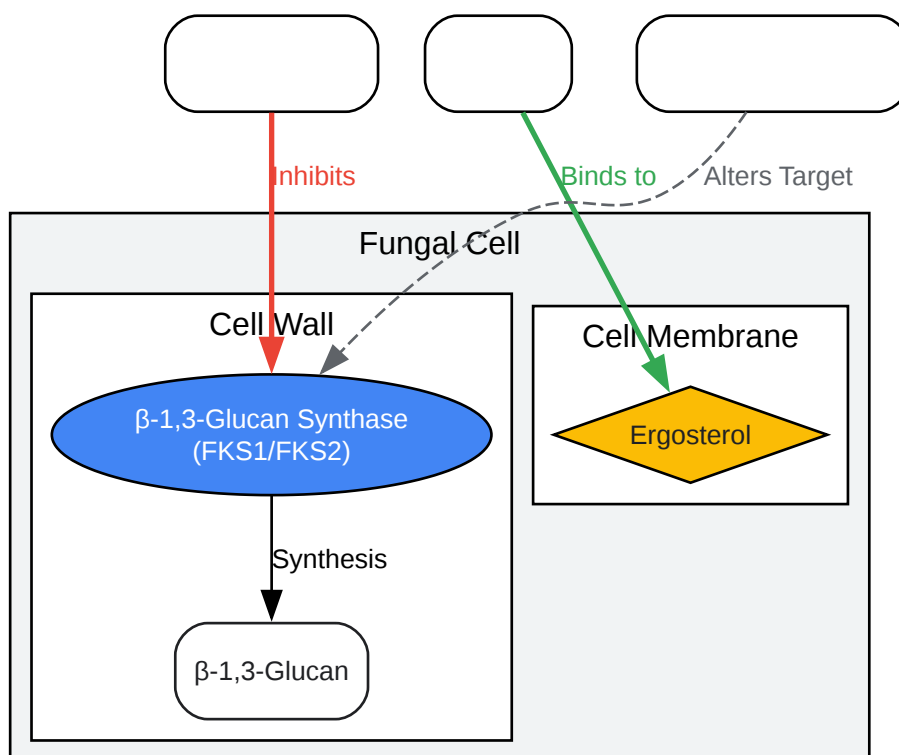 Inhibits
Binds to
Alters Target
Fungal Cell
Cell Wall
Cell Membrane
β-1,3-Glucan Synthase
(FKS1/FKS2)
Ergosterol
Synthesis
β-1,3-Glucan